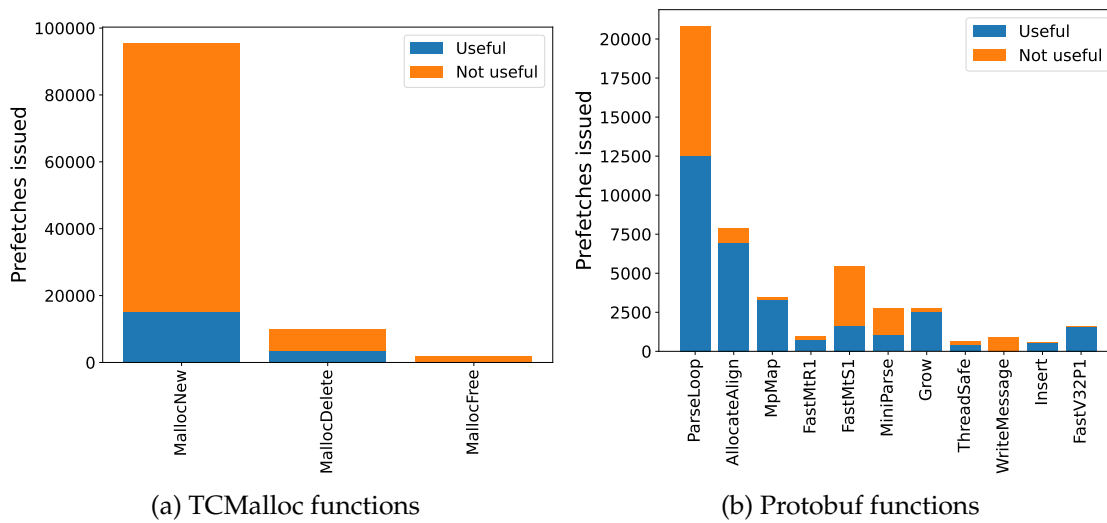 Prefetches issued
100000
80000
60000
40000
20000
0
Useful
Not useful
MallocNew
MallocDelete
MallocFree
(a) TCMalloc functions
Prefetches issued
20000
17500
15000
12500
10000
7500
5000
2500
0
Useful
Not useful
ParseLoop
AllocateAlign
MpMap
FastMtR1
FastMtS1
MiniParse
Grow
ThreadSafe
WriteMessage
Insert
FastV32P1
(b) Protobuf functions